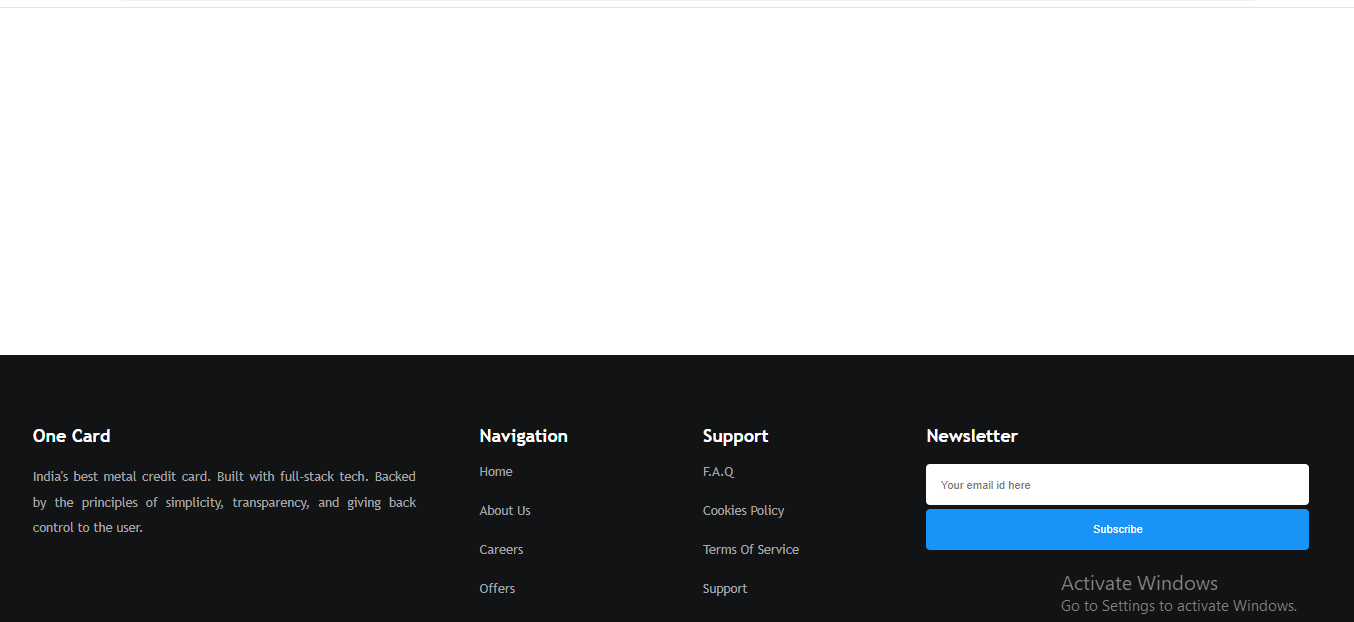 One Card
India's best metal credit card. Built with full-stack tech. Backed
by the principles of simplicity, transparency, and giving back
control to the user.
Navigation
Home
About Us
Careers
Offers
Support
F.A.Q
Cookies Policy
Terms Of Service
Support
Newsletter
Your email id here
Subscribe
Activate Windows
Go to Settings to activate Windows.